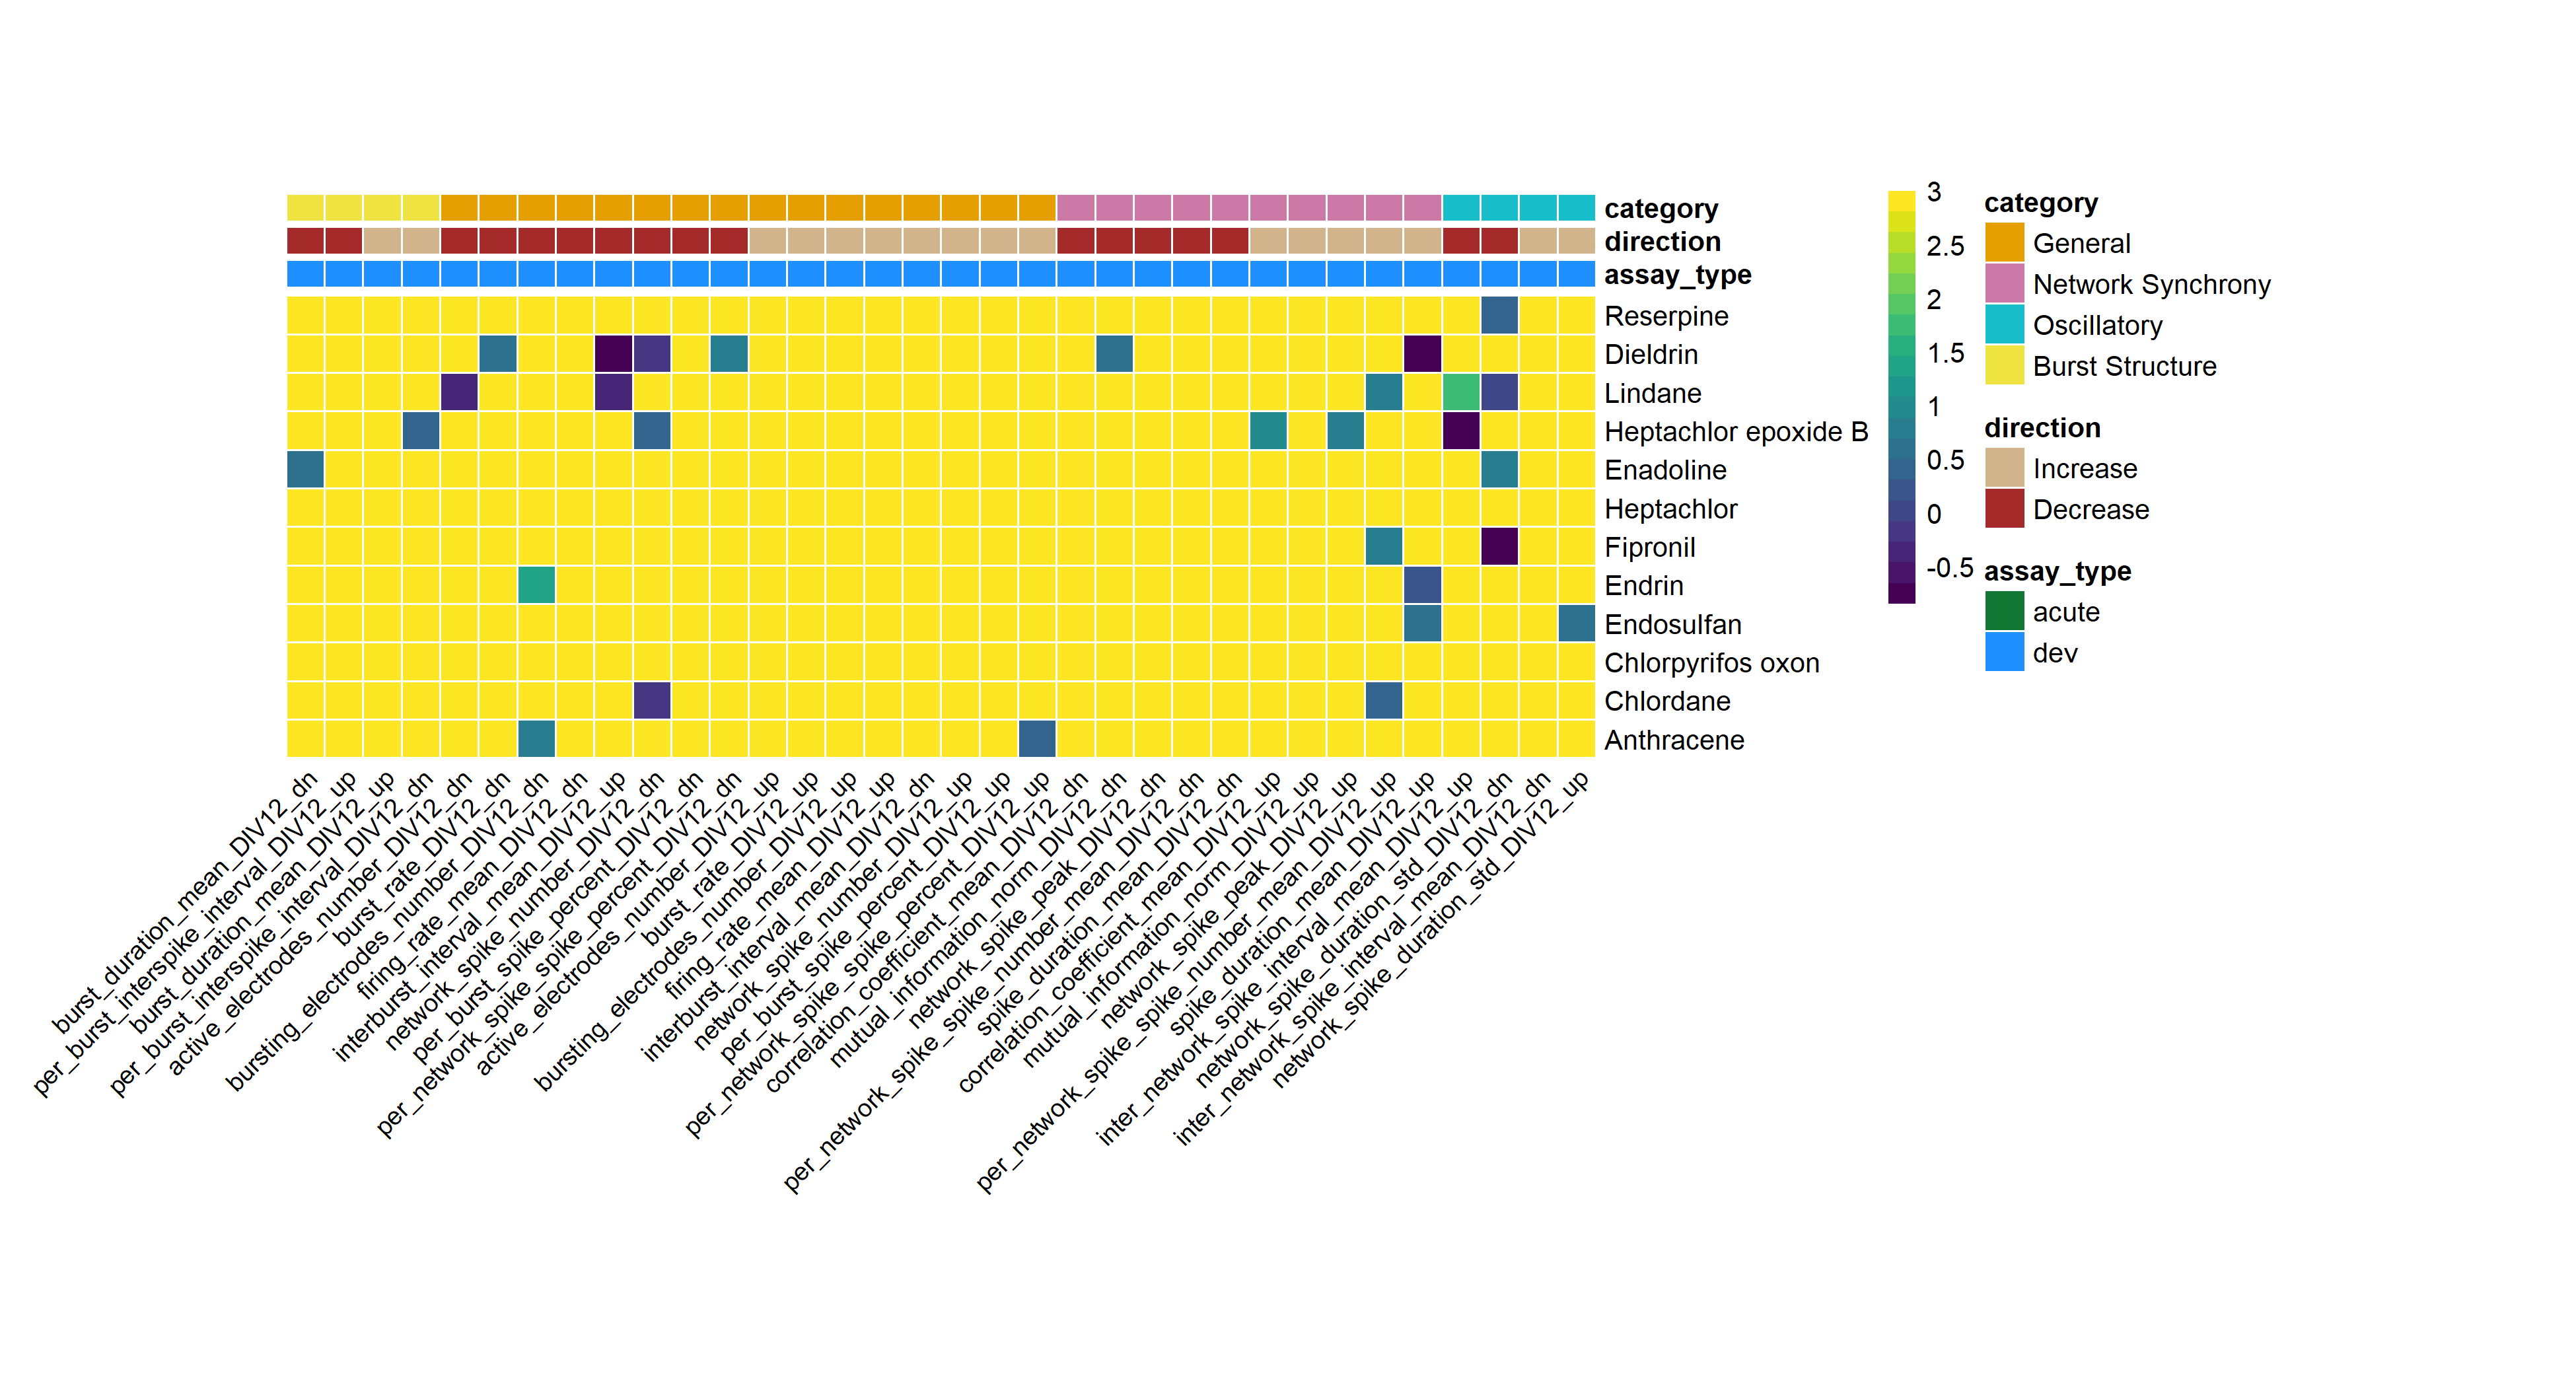 category
direction
assay_type
Reserpine
Dieldrin
Lindane
Heptachlor epoxide B
Enadoline
Heptachlor
Fipronil
Endrin
Endosulfan
Chlorpyrifos oxon
Chlordane
Anthracene
burst_duration_mean_DIV12_dn
per_burst_interspike_interval_DIV12_up
burst_duration_mean_DIV12_up
per_burst_interspike_interval_DIV12_dn
active_electrodes_number_DIV12_dn
burst_rate_DIV12_dn
bursting_electrodes_number_DIV12_dn
firing_rate_mean_DIV12_dn
interburst_interval_mean_DIV12_up
network_spike_number_DIV12_dn
per_burst_spike_percent_DIV12_dn
per_network_spike_spike_percent_DIV12_dn
active_electrodes_number_DIV12_up
burst_rate_DIV12_up
bursting_electrodes_number_DIV12_up
firing_rate_mean_DIV12_up
interburst_interval_mean_DIV12_dn
network_spike_number_DIV12_up
per_burst_spike_percent_DIV12_up
per_network_spike_spike_percent_DIV12_up
correlation_coefficient_mean_DIV12_dn
mutual_information_norm_DIV12_dn
network_spike_peak_DIV12_dn
per_network_spike_spike_number_mean_DIV12_dn
spike_duration_mean_DIV12_dn
correlation_coefficient_mean_DIV12_up
mutual_information_norm_DIV12_up
network_spike_peak_DIV12_up
per_network_spike_spike_number_mean_DIV12_up
spike_duration_mean_DIV12_up
inter_network_spike_interval_mean_DIV12_up
network_spike_duration_std_DIV12_dn
inter_network_spike_interval_mean_DIV12_dn
network_spike_duration_std_DIV12_up
3
2.5
2
1.5
1
0.5
0
-0.5
category
General
Network Synchrony
Oscillatory
Burst Structure
direction
Increase
Decrease
assay_type
acute
dev